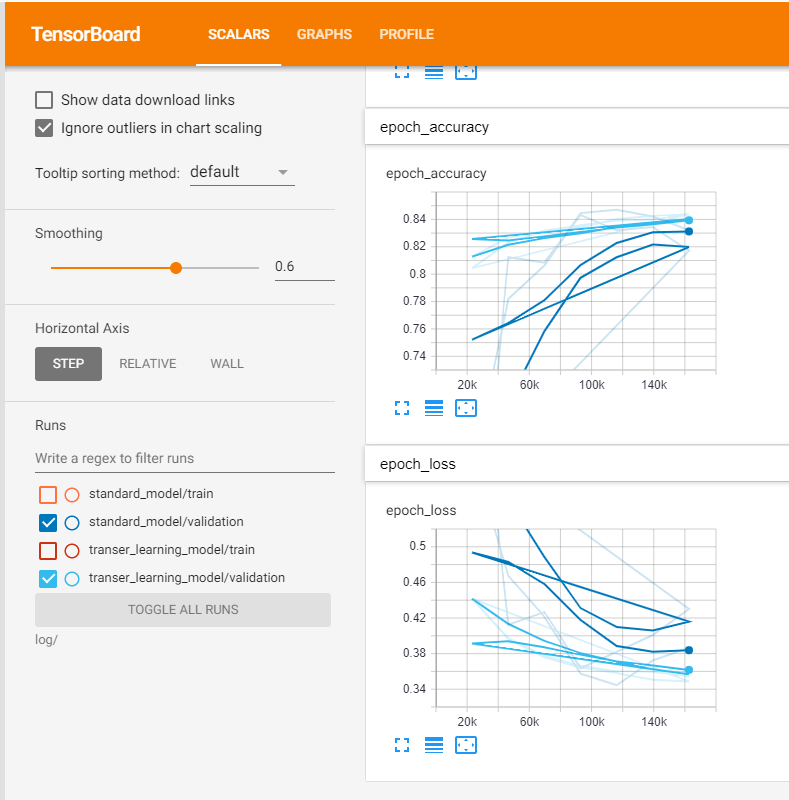 TensorBoard SCALARS GRAPHS PROFILE
Show data download links
Ignore outliers in chart scaling
Tooltip sorting method: default
Smoothing
0.6
Horizontal Axis
STEP RELATIVE WALL
Runs
Write a regex to filter runs
standard_model/train
standard_model/validation
transer_learning_model/train
transer_learning_model/validation
TOGGLE ALL RUNS
log/
epoch_accuracy
epoch_accuracy
0.84
0.82
0.8
0.78
0.76
0.74
20k 60k 100k 140k
epoch_loss
epoch_loss
0.5
0.46
0.42
0.38
0.34
20k 60k 100k 140k